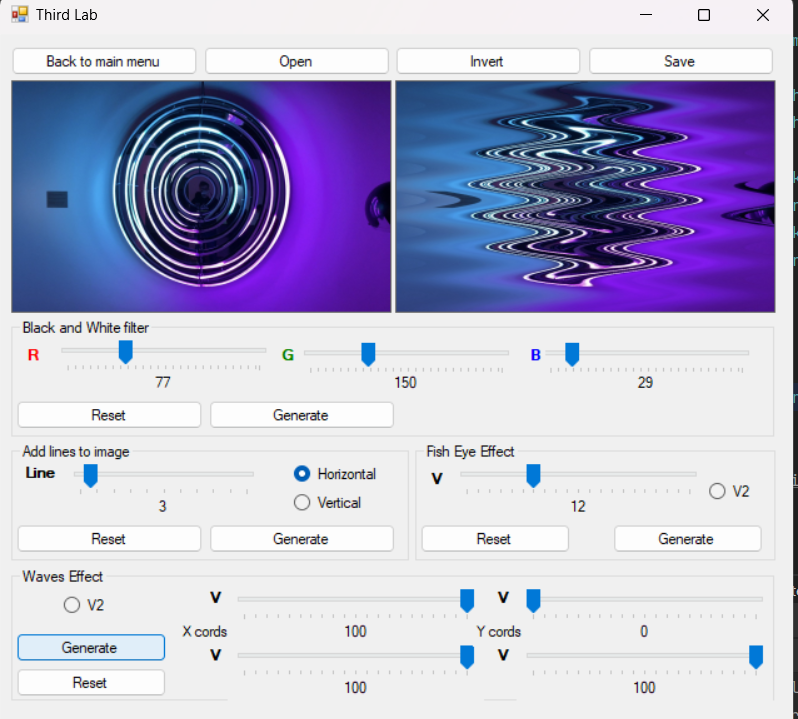 Third Lab
Back to main menu Open Invert Save
Black and White filter
R G B
77 150 29
Reset Generate
Add lines to image Fish Eye Effect
Line Horizontal V V2
3 Vertical 12
Reset Generate Reset Generate
Waves Effect
V2 V V
X cords 100 Y cords 0
Generate V V
Reset 100 100